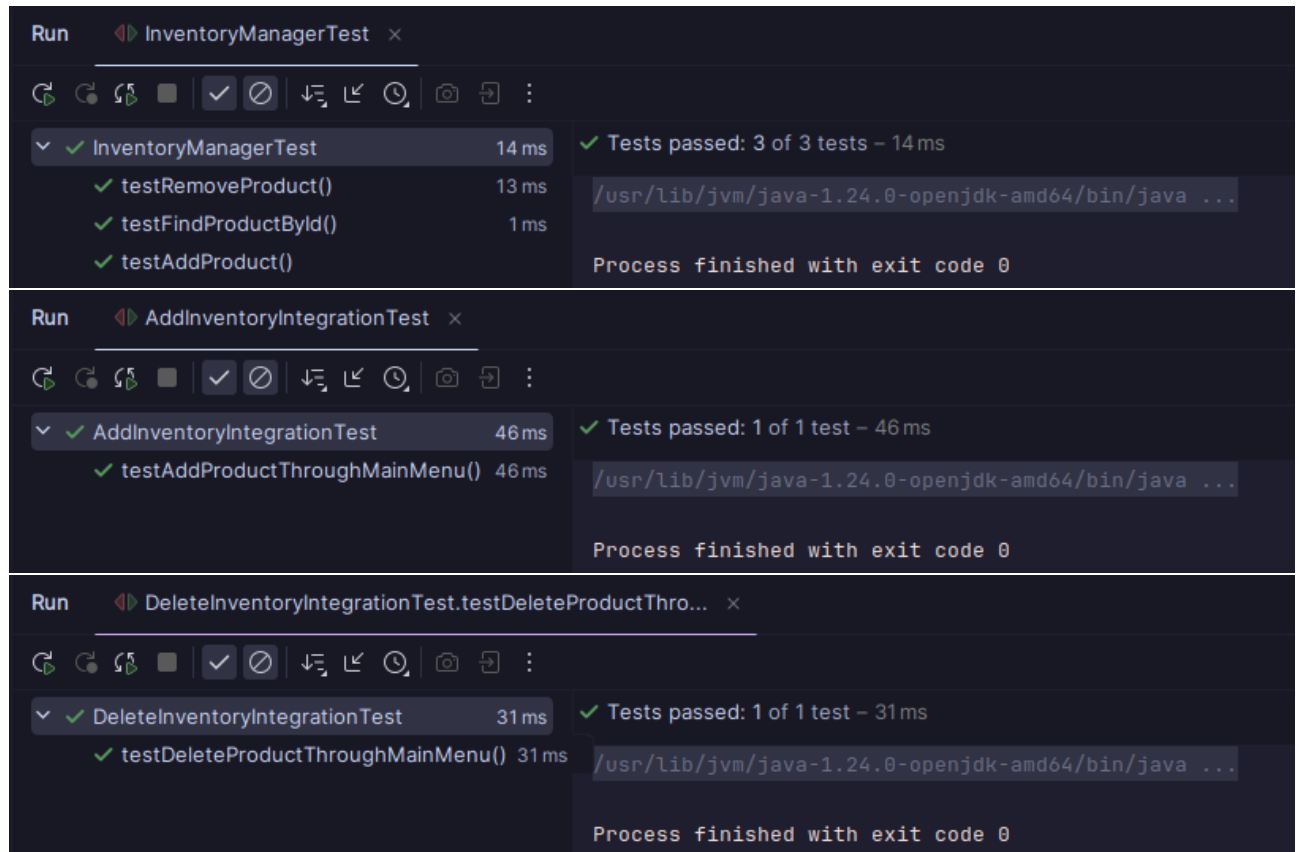 Run InventoryManagerTest ×
InventoryManagerTest 14 ms
✓ Tests passed: 3 of 3 tests – 14 ms
testRemoveProduct() 13 ms
/usr/lib/jvm/java-1.24.0-openjdk-amd64/bin/java ...
testFindProductById() 1 ms
testAddProduct()
Process finished with exit code 0
Run AddInventoryIntegrationTest ×
AddInventoryIntegrationTest 46 ms
✓ Tests passed: 1 of 1 test – 46 ms
testAddProductThroughMainMenu() 46 ms
/usr/lib/jvm/java-1.24.0-openjdk-amd64/bin/java ...
Process finished with exit code 0
Run DeleteInventoryIntegrationTest.testDeleteProductThro... ×
DeleteInventoryIntegrationTest 31 ms
✓ Tests passed: 1 of 1 test – 31 ms
testDeleteProductThroughMainMenu() 31 ms
/usr/lib/jvm/java-1.24.0-openjdk-amd64/bin/java ...
Process finished with exit code 0